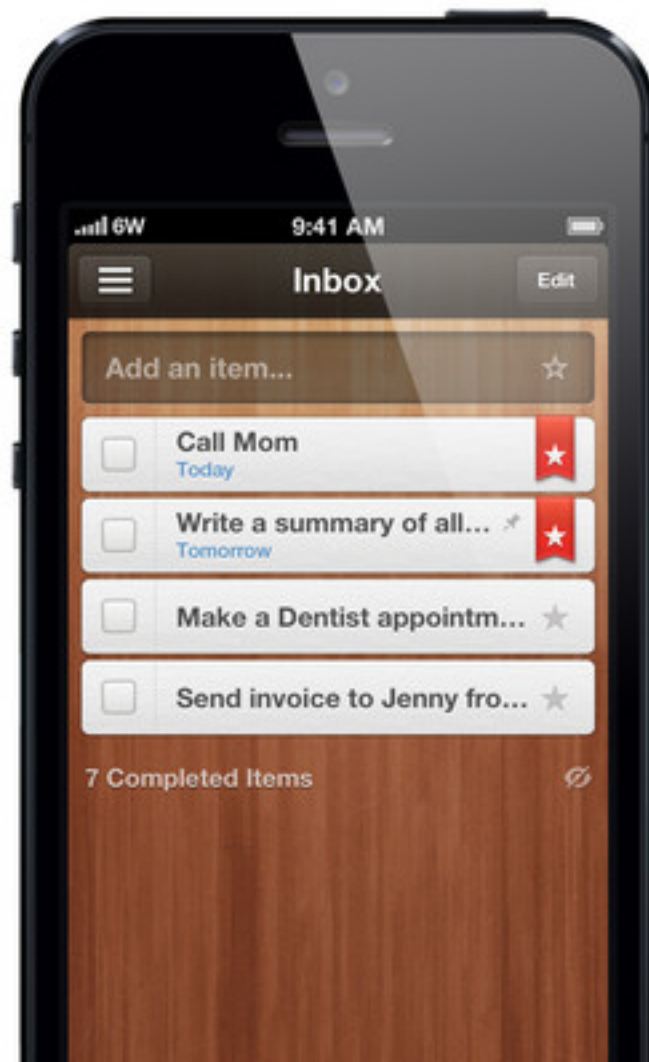 6W 9:41 AM
Inbox Edit
Add an item...
Call Mom
Today
Write a summary of all...
Tomorrow
Make a Dentist appointm...
Send invoice to Jenny fro...
7 Completed Items